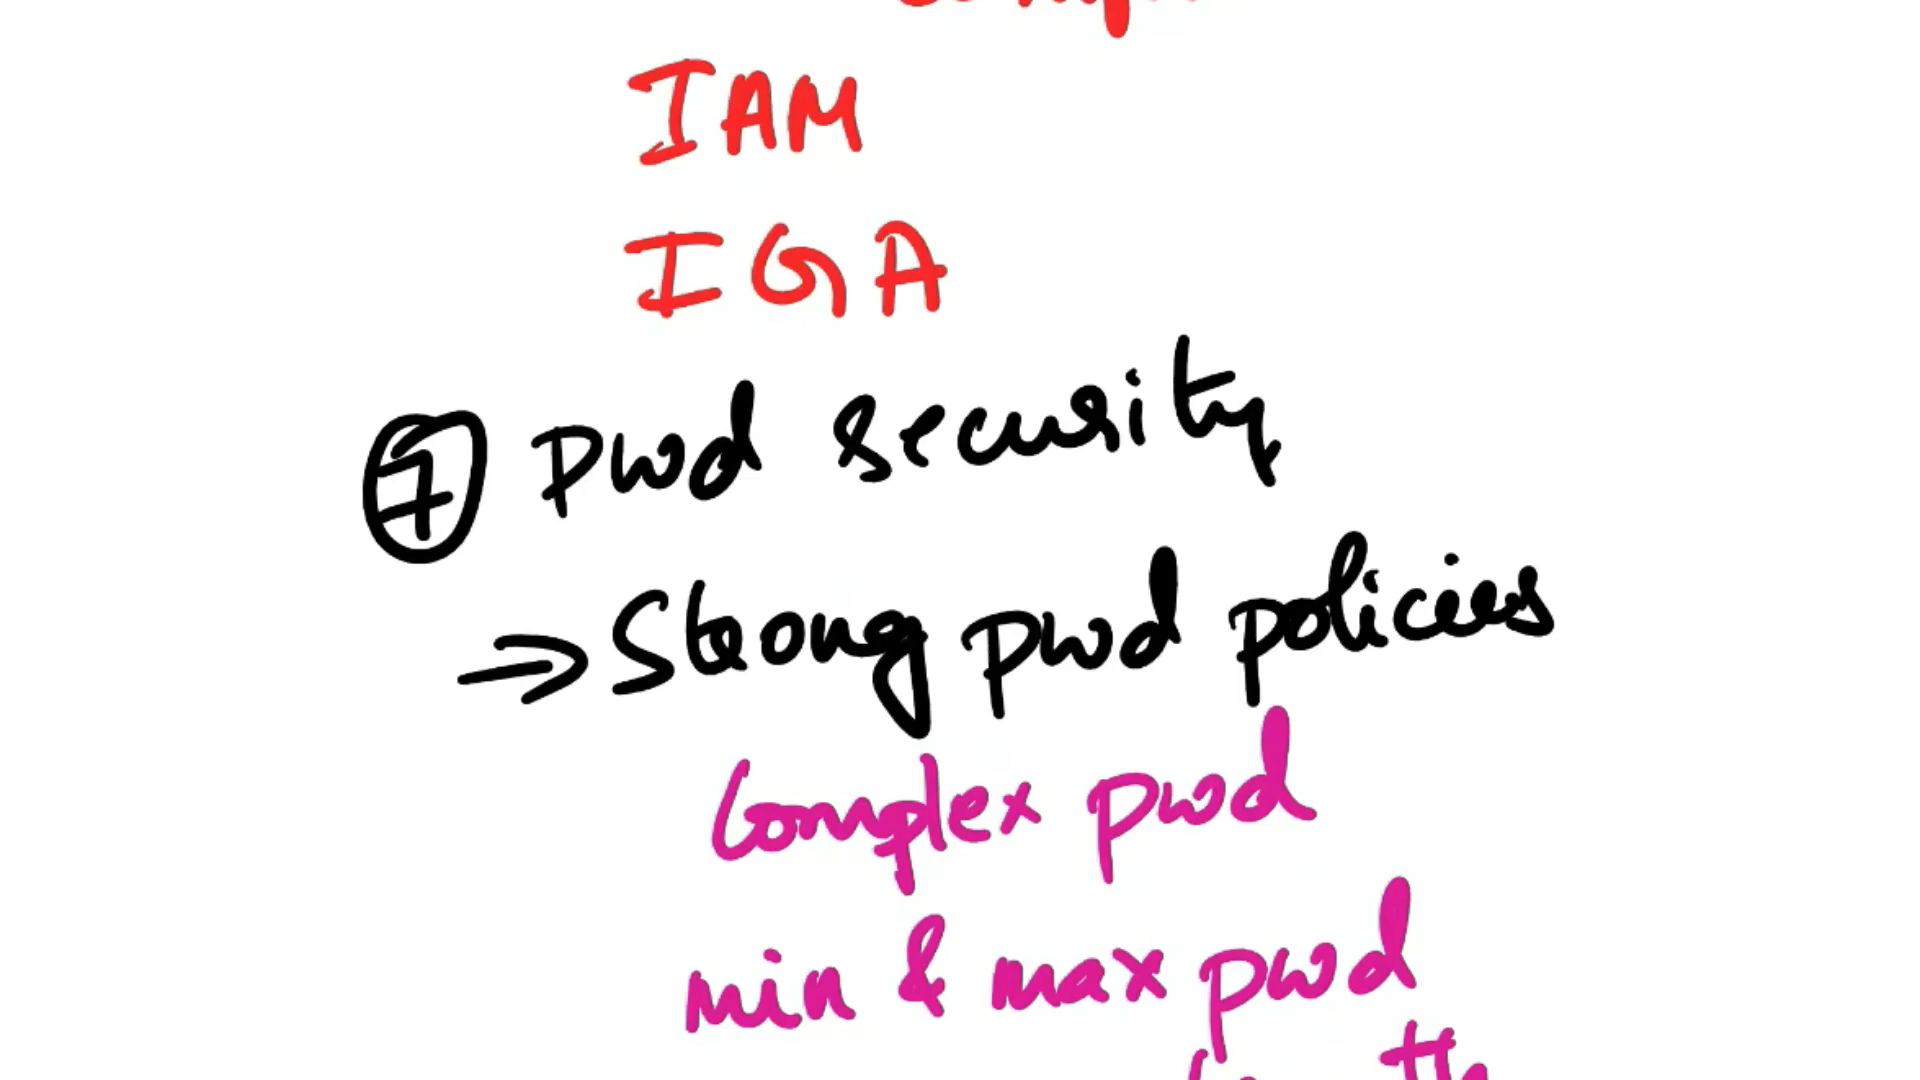 IAM
IGA
7 pwd security
→ Strong pwd policies
Complex pwd
min & max pwd